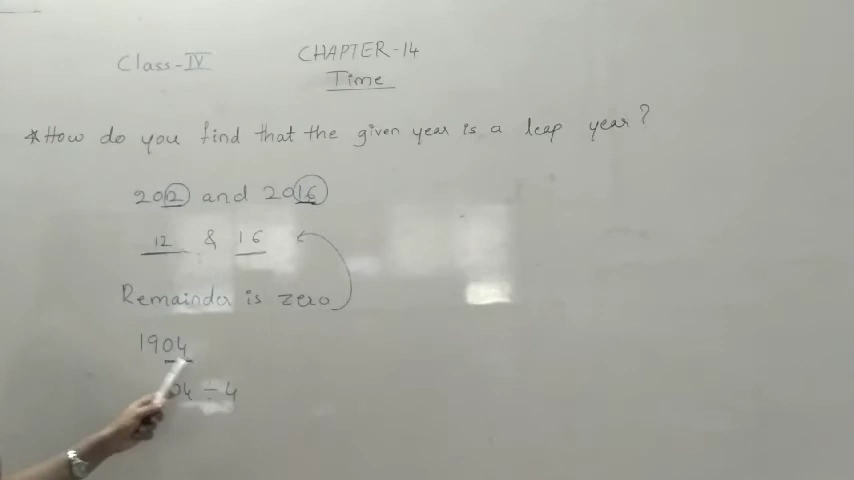 Class-IV
CHAPTER-14
Time
*How do you find that the given year is a leap year?
2012 and 2016
12 & 16
Remainder is zero
1904
04 ÷ 4